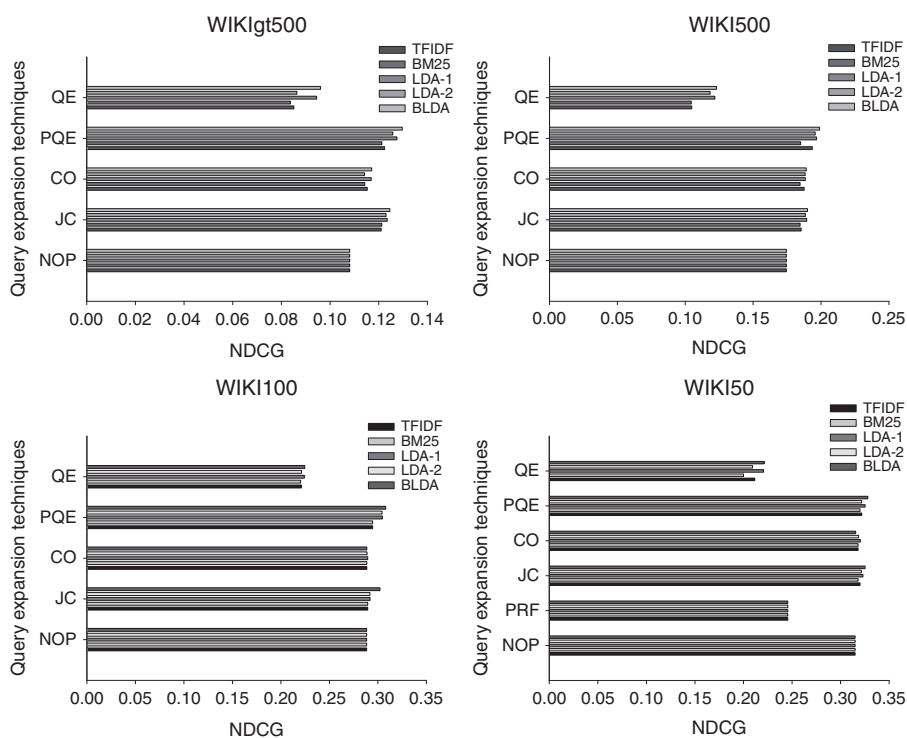 WIKIgt500
Query expansion techniques
QE
PQE
CO
JC
NOP
TFIDF
BM25
LDA-1
LDA-2
BLDA
0.00 0.02 0.04 0.06 0.08 0.10 0.12 0.14
NDCG
WIKI500
Query expansion techniques
QE
PQE
CO
JC
NOP
TFIDF
BM25
LDA-1
LDA-2
BLDA
0.00 0.05 0.10 0.15 0.20 0.25
NDCG
WIKI100
Query expansion techniques
QE
PQE
CO
JC
NOP
TFIDF
BM25
LDA-1
LDA-2
BLDA
0.00 0.05 0.10 0.15 0.20 0.25 0.30 0.35
NDCG
WIKI50
Query expansion techniques
QE
PQE
CO
JC
PRF
NOP
TFIDF
BM25
LDA-1
LDA-2
BLDA
0.00 0.05 0.10 0.15 0.20 0.25 0.30 0.35
NDCG